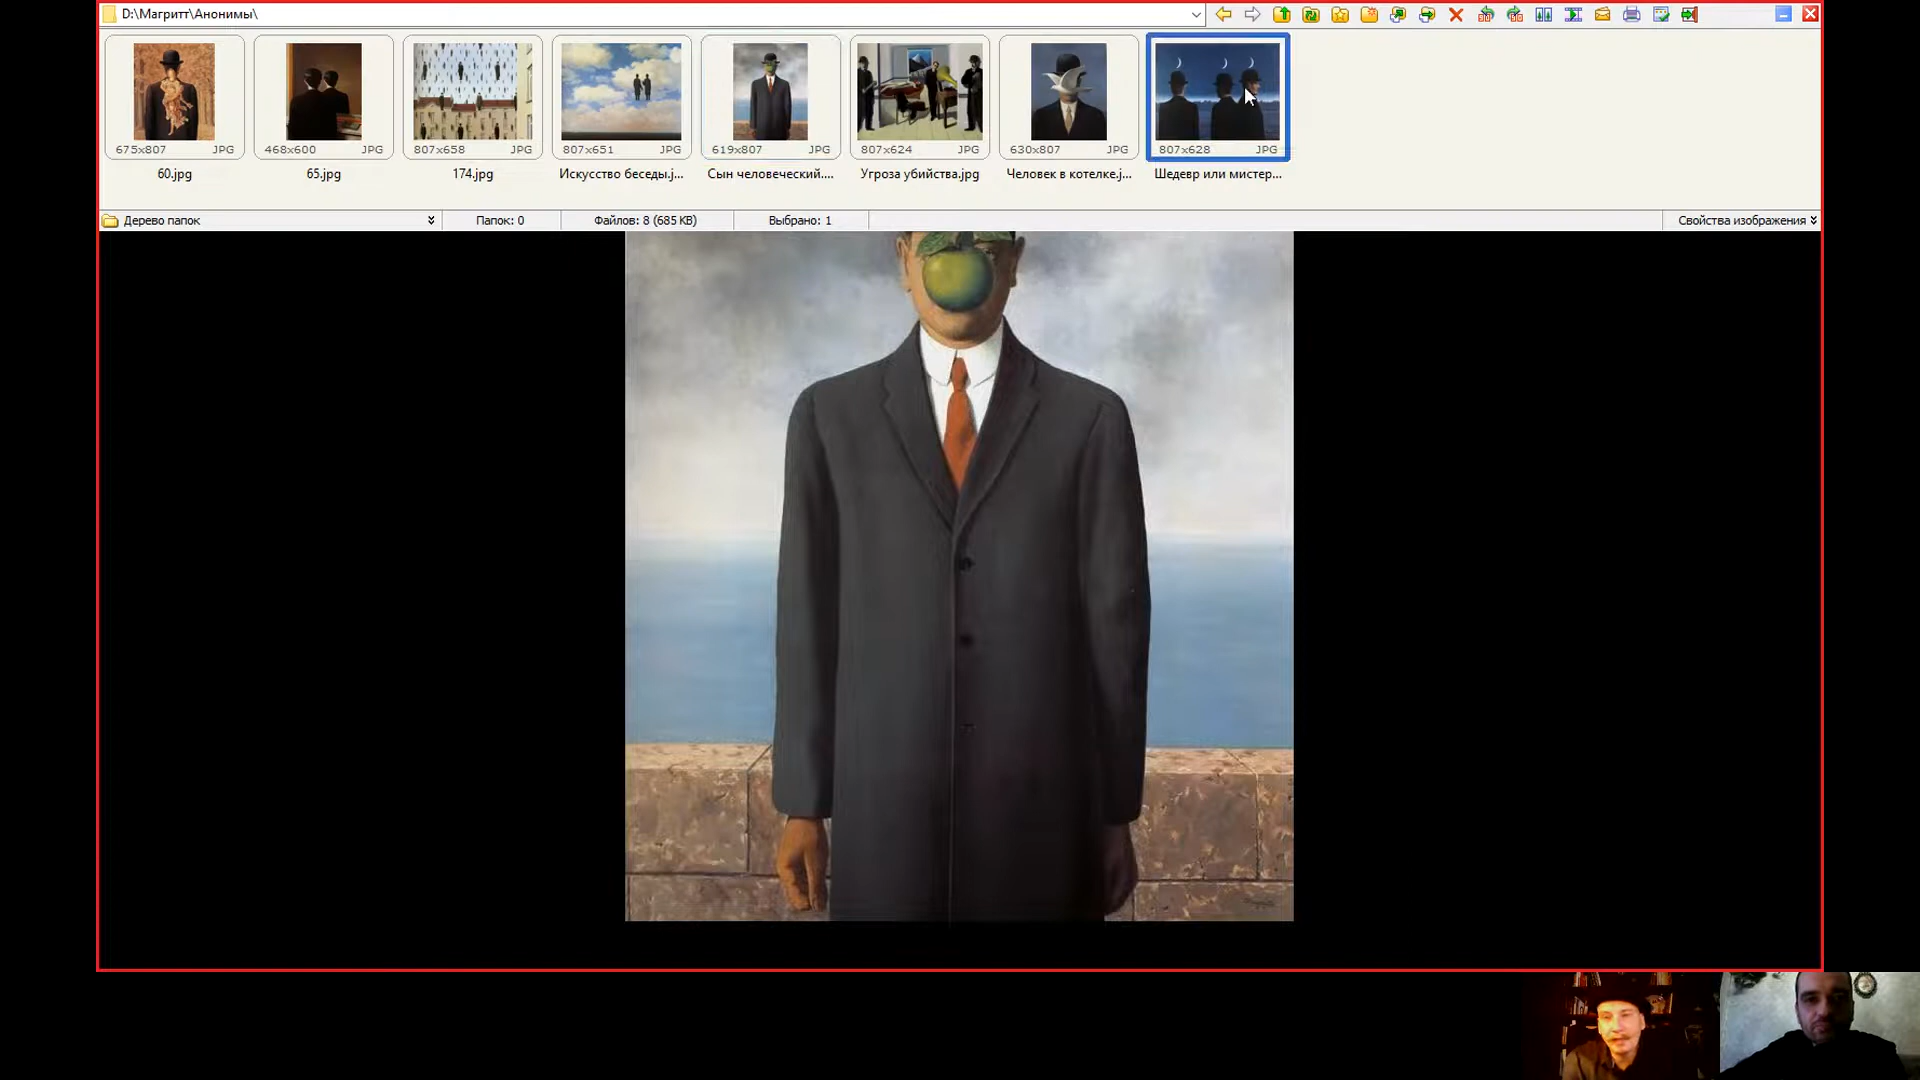 D:\Магритт\Анонимы\
675x807 JPG
468x600 JPG
807x658 JPG
807x651 JPG
619x807 JPG
807x624 JPG
630x807 JPG
807x628 JPG
60.jpg
65.jpg
174.jpg
Искусство беседы.j...
Сын человеческий....
Угроза убийства.jpg
Человек в котелке.j...
Шедевр или мистер...
Дерево папок
Папок: 0
Файлов: 8 (685 KB)
Выбрано: 1
Свойства изображения